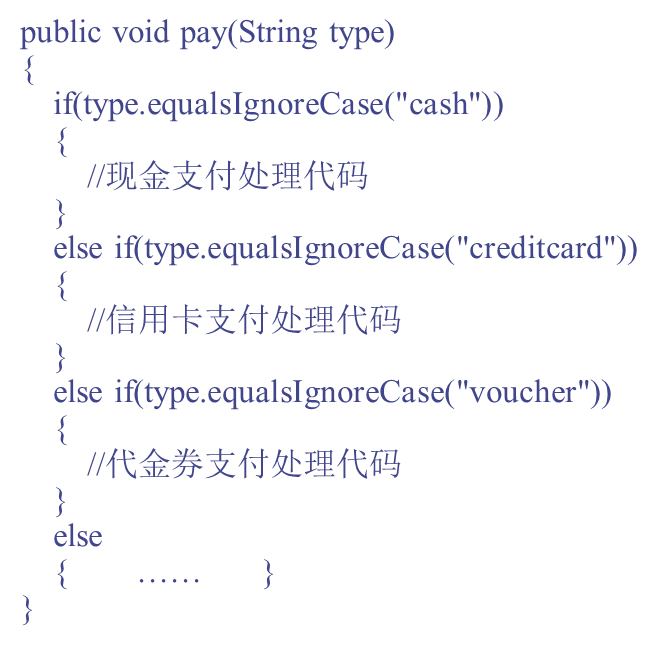 public void pay(String type)
{
if(type.equalsIgnoreCase("cash"))
{
//现金支付处理代码
}
else if(type.equalsIgnoreCase("creditcard"))
{
//信用卡支付处理代码
}
else if(type.equalsIgnoreCase("voucher"))
{
//代金券支付处理代码
}
else
{ …… }
}